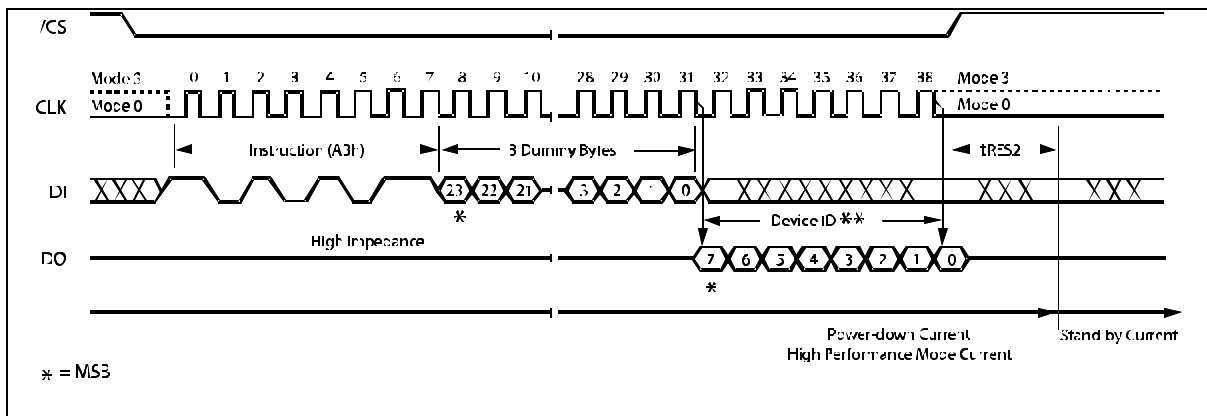 /CS
Mode 3 0 1 2 3 4 5 6 7 8 9 10 28 29 30 31 32 33 34 35 36 37 38 Mode 3
CLK Mode 0 Mode 0
Instruction (A3h) 3 Dummy Bytes tRES2
DI 23 22 21 3 2 1 0
*
Device ID **
High Impedance
DO 7 6 5 4 3 2 1 0
*
Power-down Current Stand-by Current
High Performance Mode Current
* = MSB